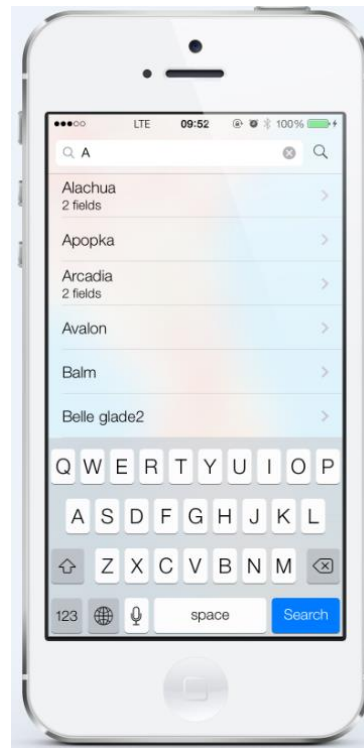 LTE 09:52 100%
A
Alachua
2 fields
Apopka
Arcadia
2 fields
Avalon
Balm
Belle glade2
Q W E R T Y U I O P
A S D F G H J K L
Z X C V B N M
123 space Search